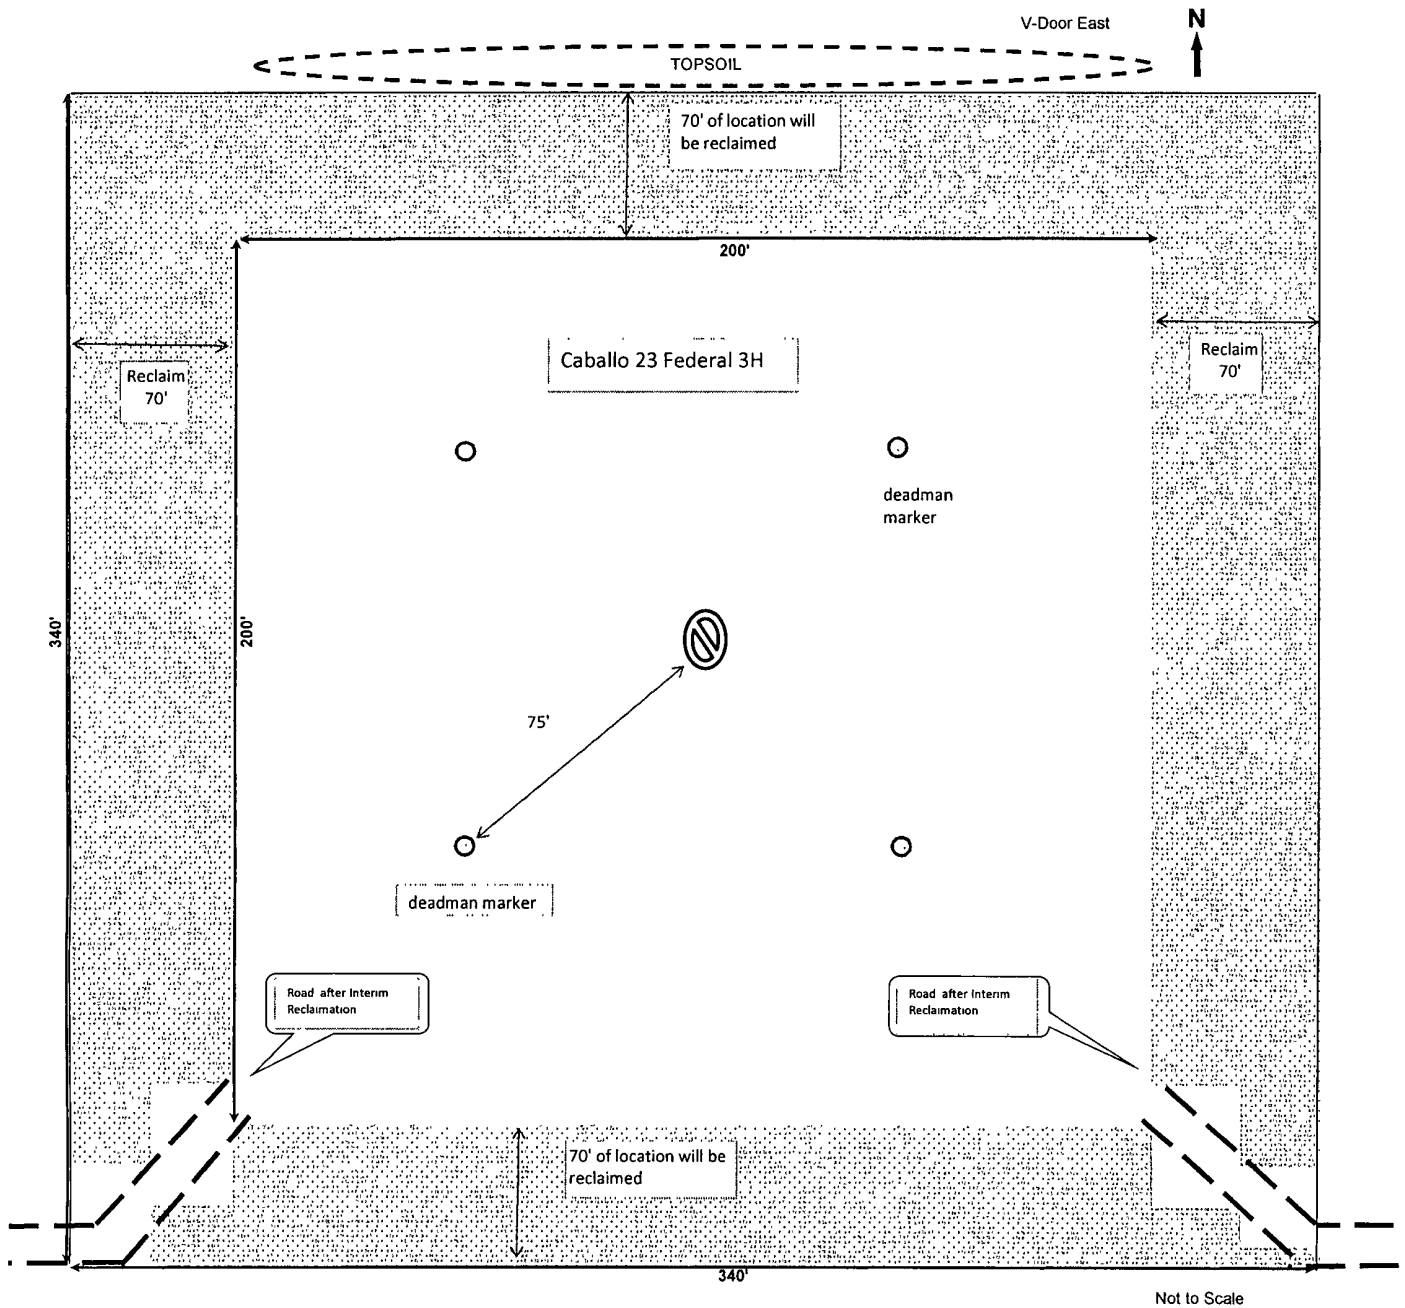 V-Door East
N
TOPSOIL
70' of location will
be reclaimed
200'
Reclaim
70'
Caballo 23 Federal 3H
Reclaim
70'
deadman
marker
340'
200'
75'
deadman marker
Road after Interim
Reclaimation
Road after Interim
Reclaimation
70' of location will be
reclaimed
340'
Not to Scale